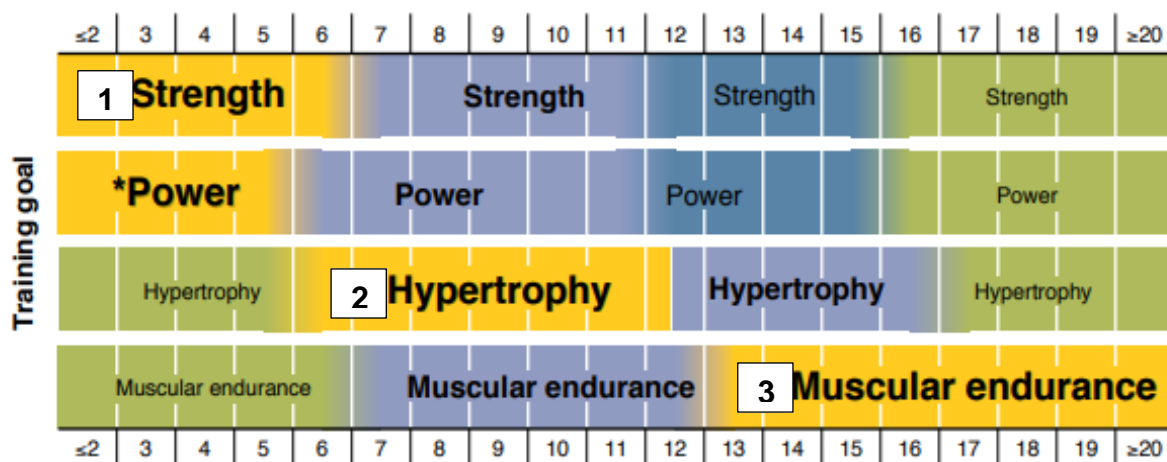 ≤2 3 4 5 6 7 8 9 10 11 12 13 14 15 16 17 18 19 ≥20
Training goal
1 Strength Strength Strength Strength
*Power Power Power Power
Hypertrophy 2 Hypertrophy Hypertrophy Hypertrophy
Muscular endurance Muscular endurance 3 Muscular endurance
≤2 3 4 5 6 7 8 9 10 11 12 13 14 15 16 17 18 19 ≥20